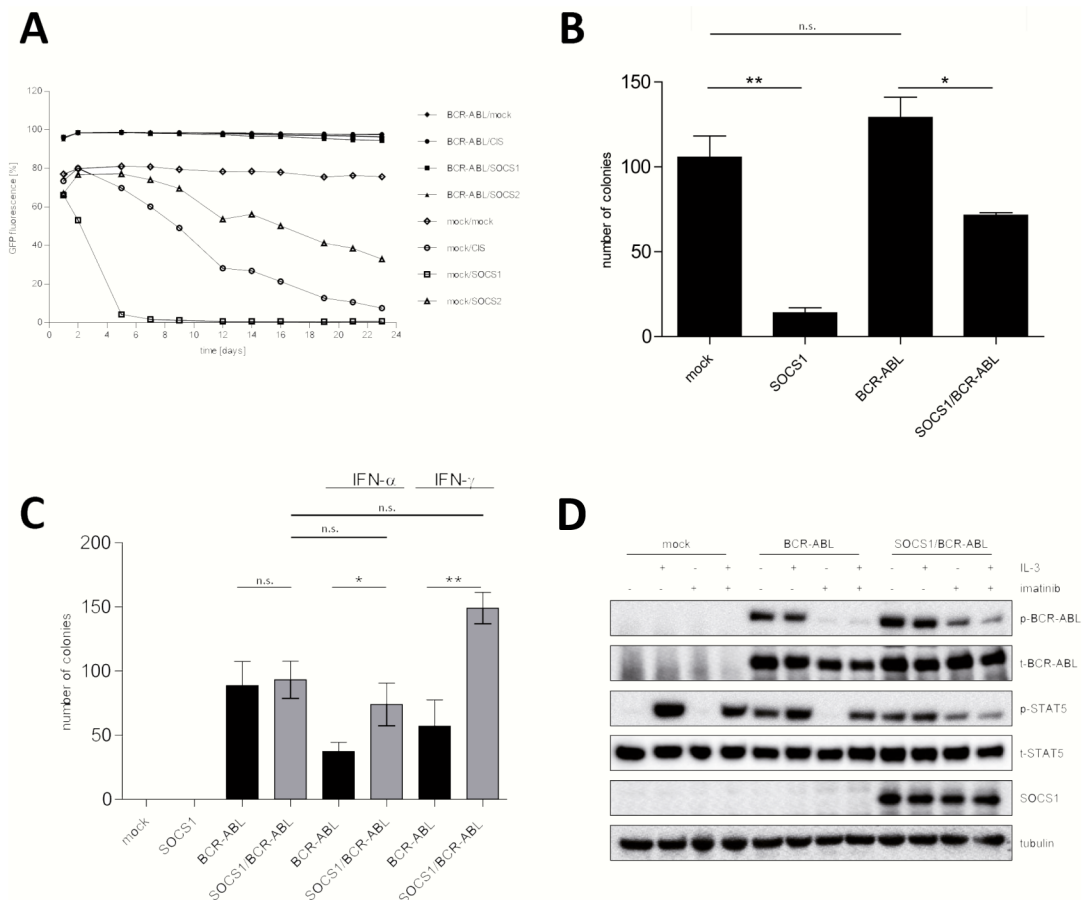 A
120
100
80
60
40
20
0
GFP fluorescence [%]
0 2 4 6 8 10 12 14 16 18 20 22 24
time [days]
BCR-ABL/mock
BCR-ABL/CIS
BCR-ABL/SOCS1
BCR-ABL/SOCS2
mock/mock
mock/CIS
mock/SOCS1
mock/SOCS2
B
n.s.
** *
150
100
50
0
number of colonies
mock SOCS1 BCR-ABL SOCS1/BCR-ABL
C
IFN-α IFN-γ
n.s.
n.s.
n.s. * **
200
150
100
50
0
number of colonies
mock SOCS1 BCR-ABL SOCS1/BCR-ABL BCR-ABL SOCS1/BCR-ABL BCR-ABL SOCS1/BCR-ABL
D
mock BCR-ABL SOCS1/BCR-ABL
- + - + - + - + - + - + IL-3
- - + + - - + + - - + + imatinib
p-BCR-ABL
t-BCR-ABL
p-STAT5
t-STAT5
SOCS1
tubulin